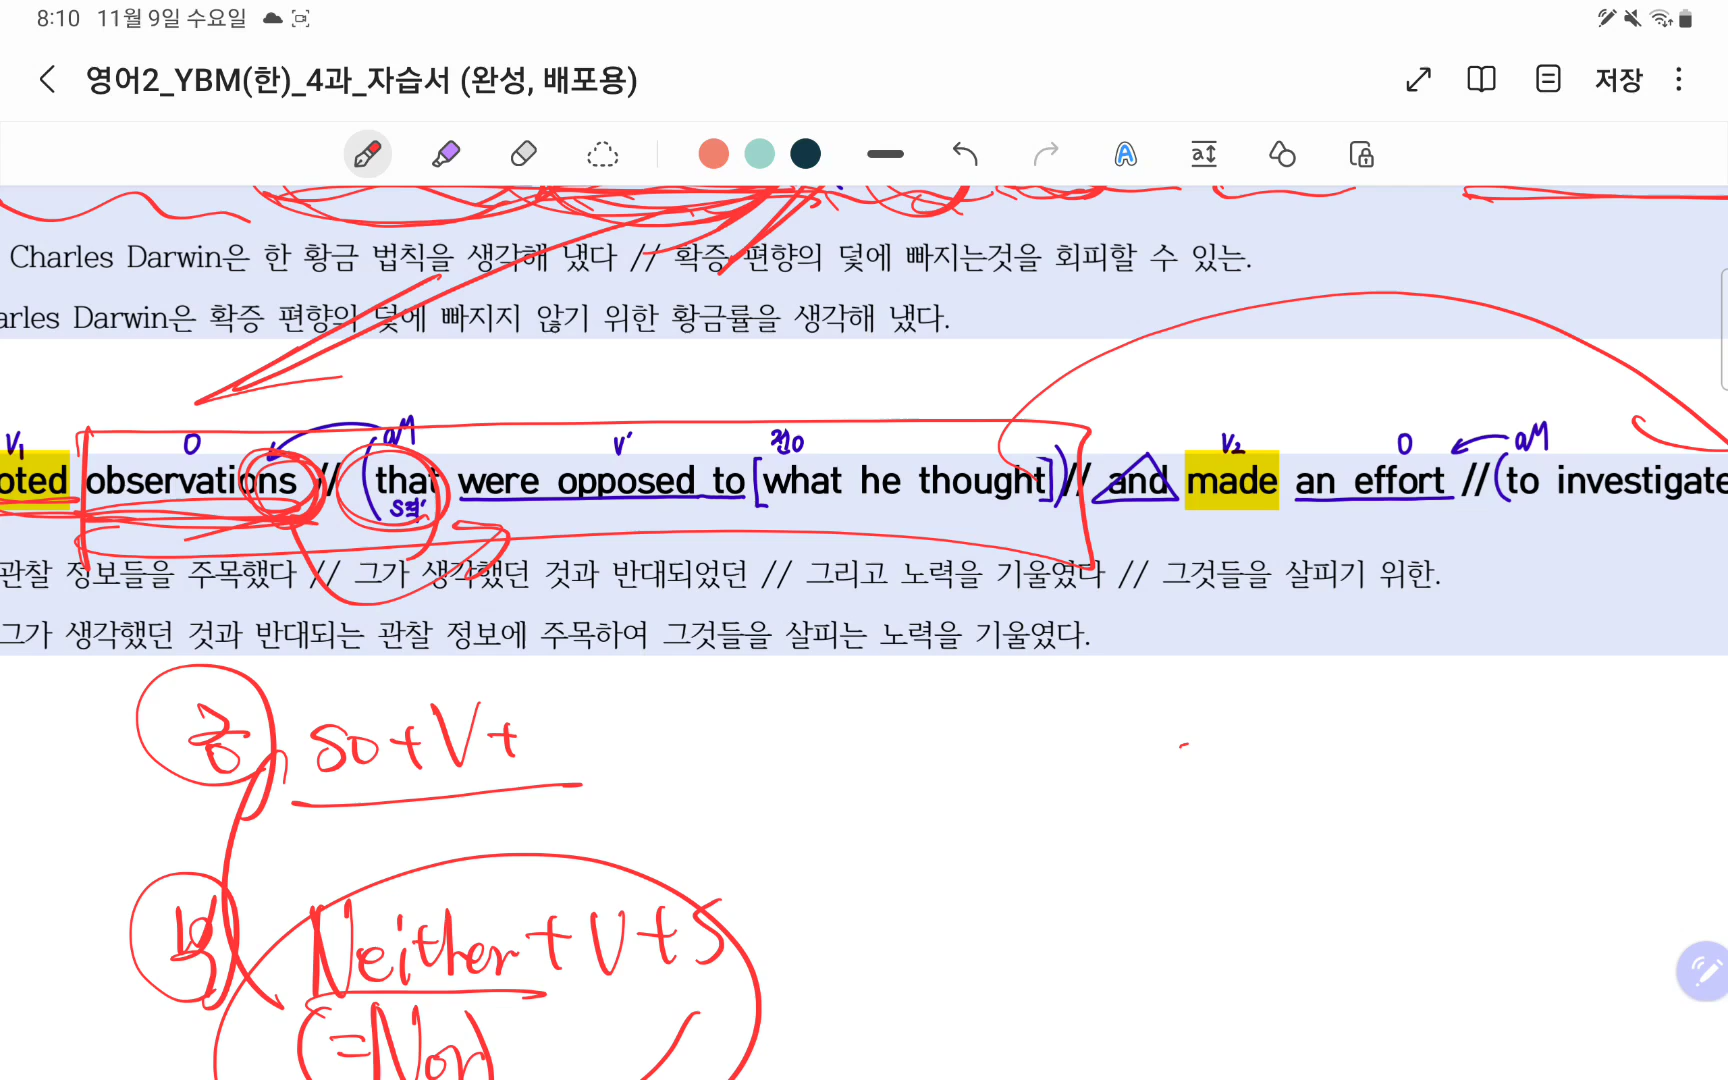 8:10 11월 9일 수요일
영어2_YBM(한)_4과_자습서 (완성, 배포용)
저장
Charles Darwin은 한 황금 법칙을 생각해 냈다 // 확증 편향의 덫에 빠지는것을 회피할 수 있는.
arles Darwin은 확증 편향의 덫에 빠지지 않기 위한 황금률을 생각해 냈다.
V₁ O aM V' 전O V₂ O aM
oted observations // (that were opposed to [what he thought]) // and made an effort // (to investigate
S관'
관찰 정보들을 주목했다 // 그가 생각했던 것과 반대되었던 // 그리고 노력을 기울였다 // 그것들을 살피기 위한.
그가 생각했던 것과 반대되는 관찰 정보에 주목하여 그것들을 살피는 노력을 기울였다.
긍 so + V +
부 Neither + V + S
(= Nor)